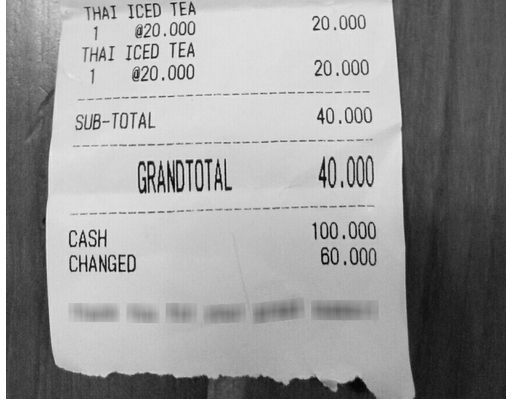 THAI ICED TEA
1 @20.000 20.000
THAI ICED TEA
1 @20.000 20.000
SUB-TOTAL 40.000
GRANDTOTAL 40.000
CASH 100.000
CHANGED 60.000